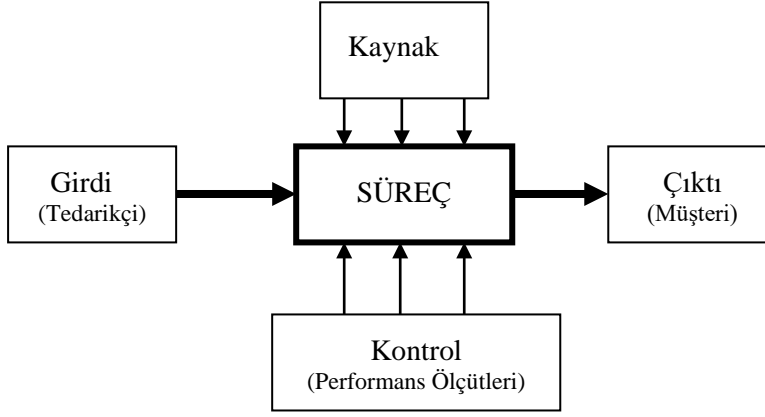 Kaynak
Girdi
(Tedarikçi)
SÜREÇ
Çıktı
(Müşteri)
Kontrol
(Performans Ölçütleri)